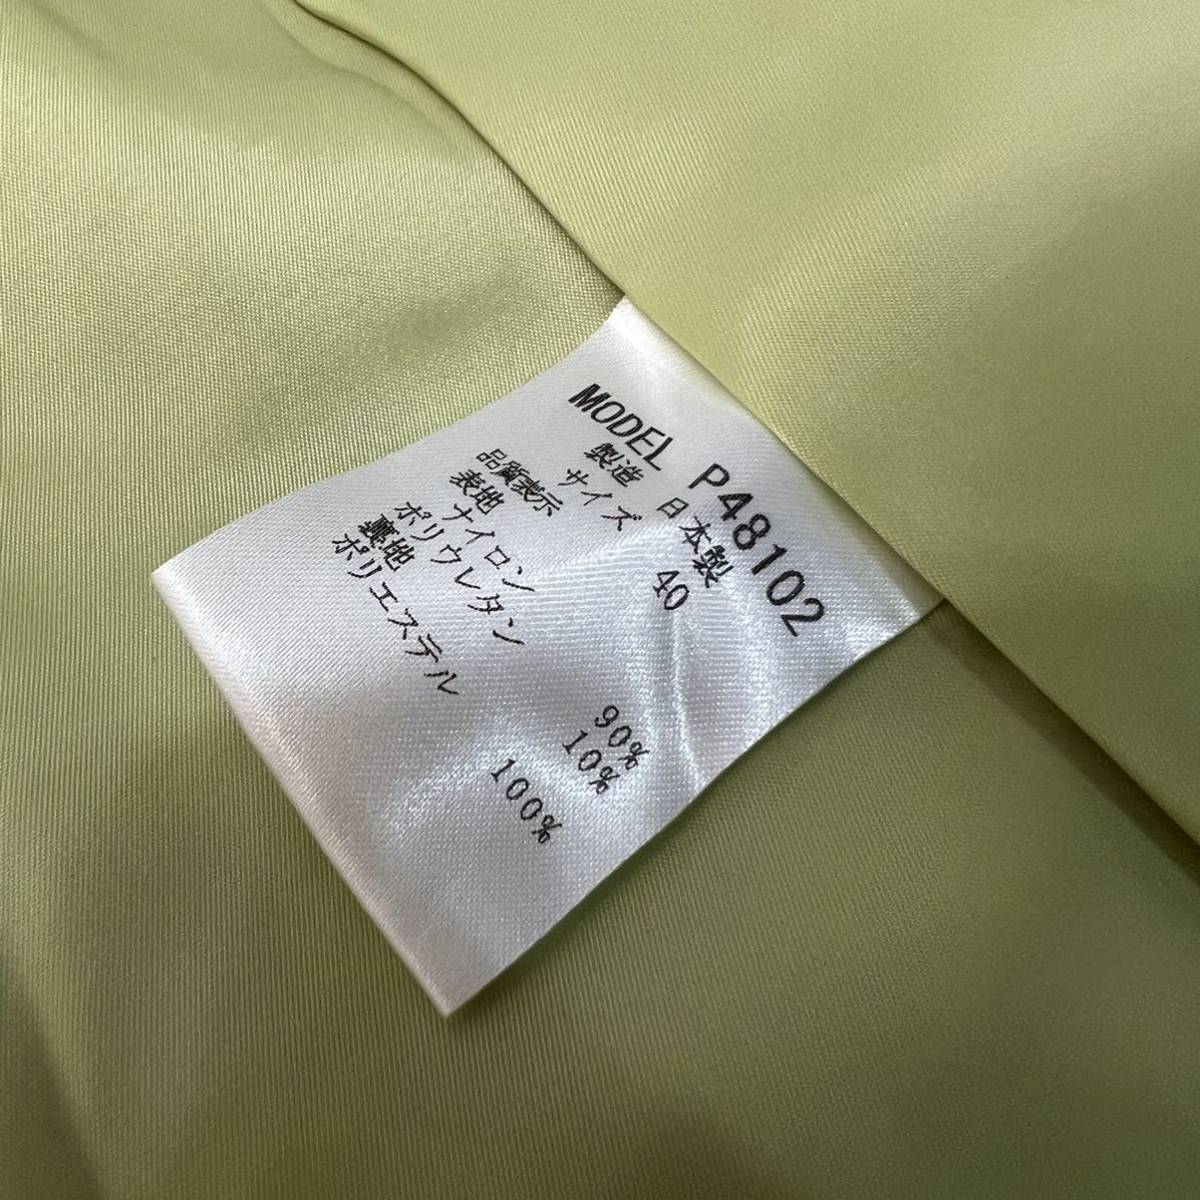 MODEL P48102
製造 日本製
サイズ 40
品質表示
表地 ナイロン 90%
ポリウレタン 10%
裏地
ポリエステル 100%